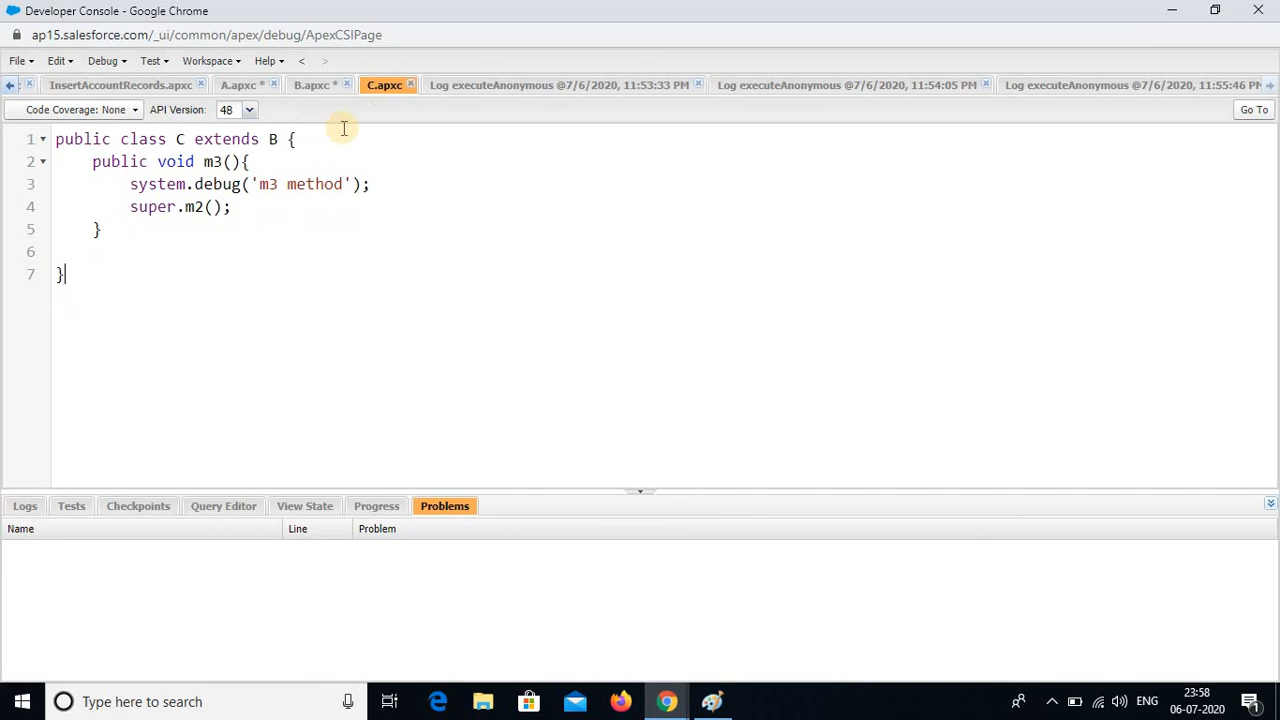 Developer Console - Google Chrome
ap15.salesforce.com/_ui/common/apex/debug/ApexCSIPage
File Edit Debug Test Workspace Help < >
InsertAccountRecords.apxc A.apxc * B.apxc * C.apxc Log executeAnonymous @7/6/2020, 11:53:33 PM Log executeAnonymous @7/6/2020, 11:54:05 PM Log executeAnonymous @7/6/2020, 11:55:46 PM
Code Coverage: None API Version: 48 Go To
1 public class C extends B {
2 public void m3(){
3 system.debug('m3 method');
4 super.m2();
5 }
6
7 }
Logs Tests Checkpoints Query Editor View State Progress Problems
Name Line Problem
Type here to search
ENG
23:58
06-07-2020
1